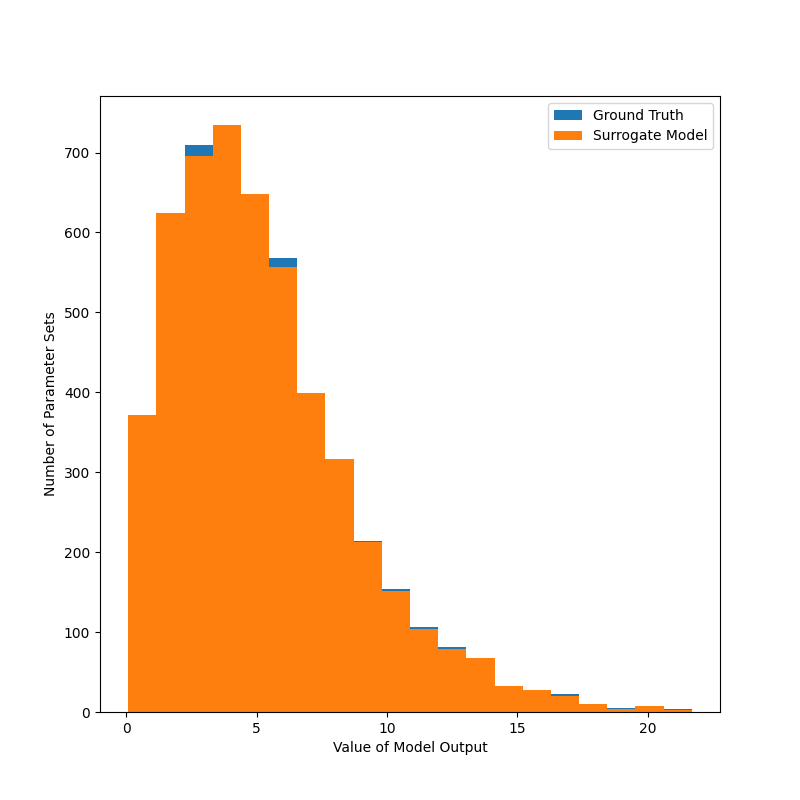 Ground Truth
Surrogate Model
700
600
500
400
300
200
100
0
Number of Parameter Sets
0 5 10 15 20
Value of Model Output